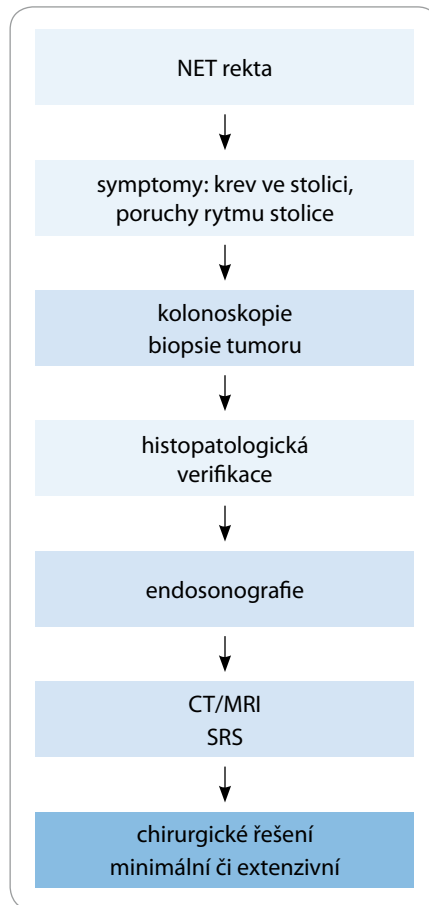 NET rekta
symptomy: krev ve stolici,
poruchy rytmu stolice
kolonoskopie
biopsie tumoru
histopatologická
verifikace
endosonografie
CT/MRI
SRS
chirurgické řešení
minimální či extenzivní